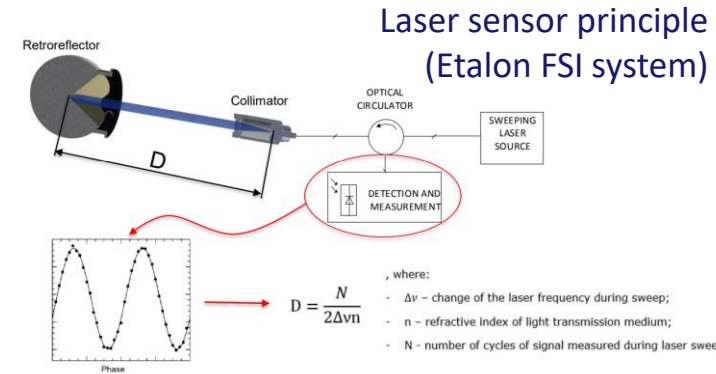 Laser sensor principle
(Etalon FSI system)
Retroreflector
Collimator
D
OPTICAL
CIRCULATOR
SWEEPING
LASER
SOURCE
DETECTION AND
MEASUREMENT
Phase
D = N / 2Δνn
, where:
- Δν – change of the laser frequency during sweep;
- n – refractive index of light transmission medium;
- N - number of cycles of signal measured during laser swee